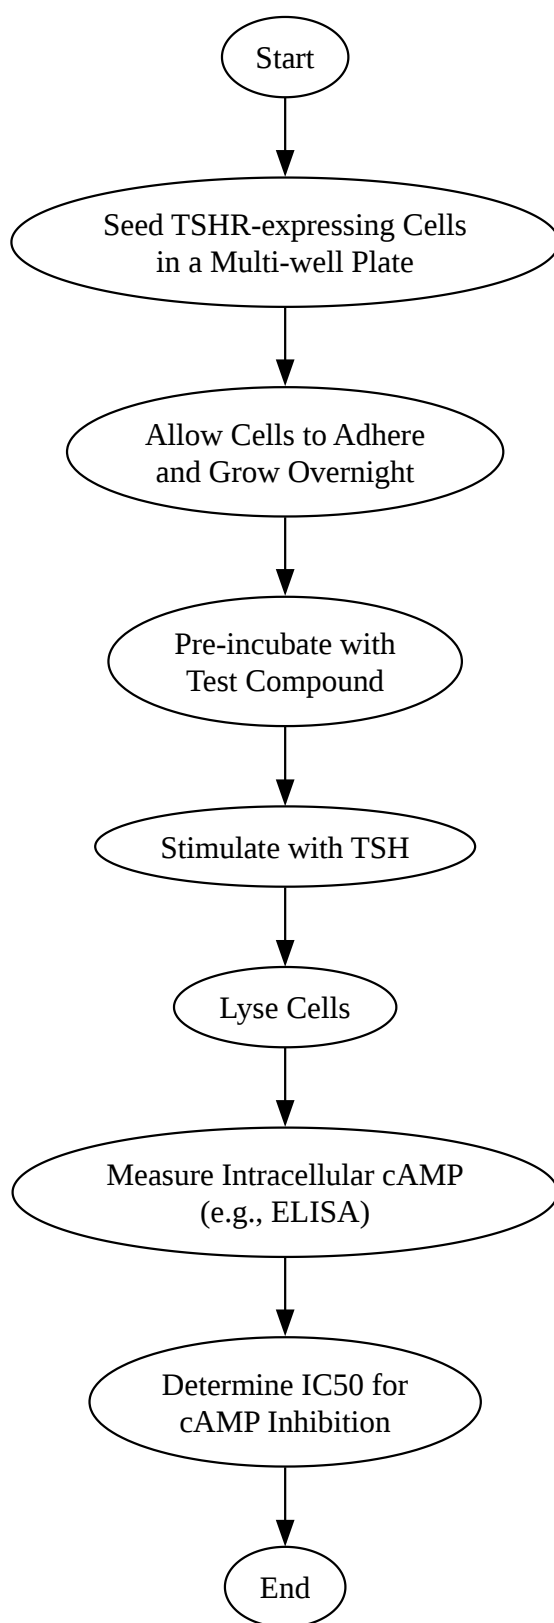 Start
Seed TSHR-expressing Cells
in a Multi-well Plate
Allow Cells to Adhere
and Grow Overnight
Pre-incubate with
Test Compound
Stimulate with TSH
Lyse Cells
Measure Intracellular cAMP
(e.g., ELISA)
Determine IC50 for
cAMP Inhibition
End